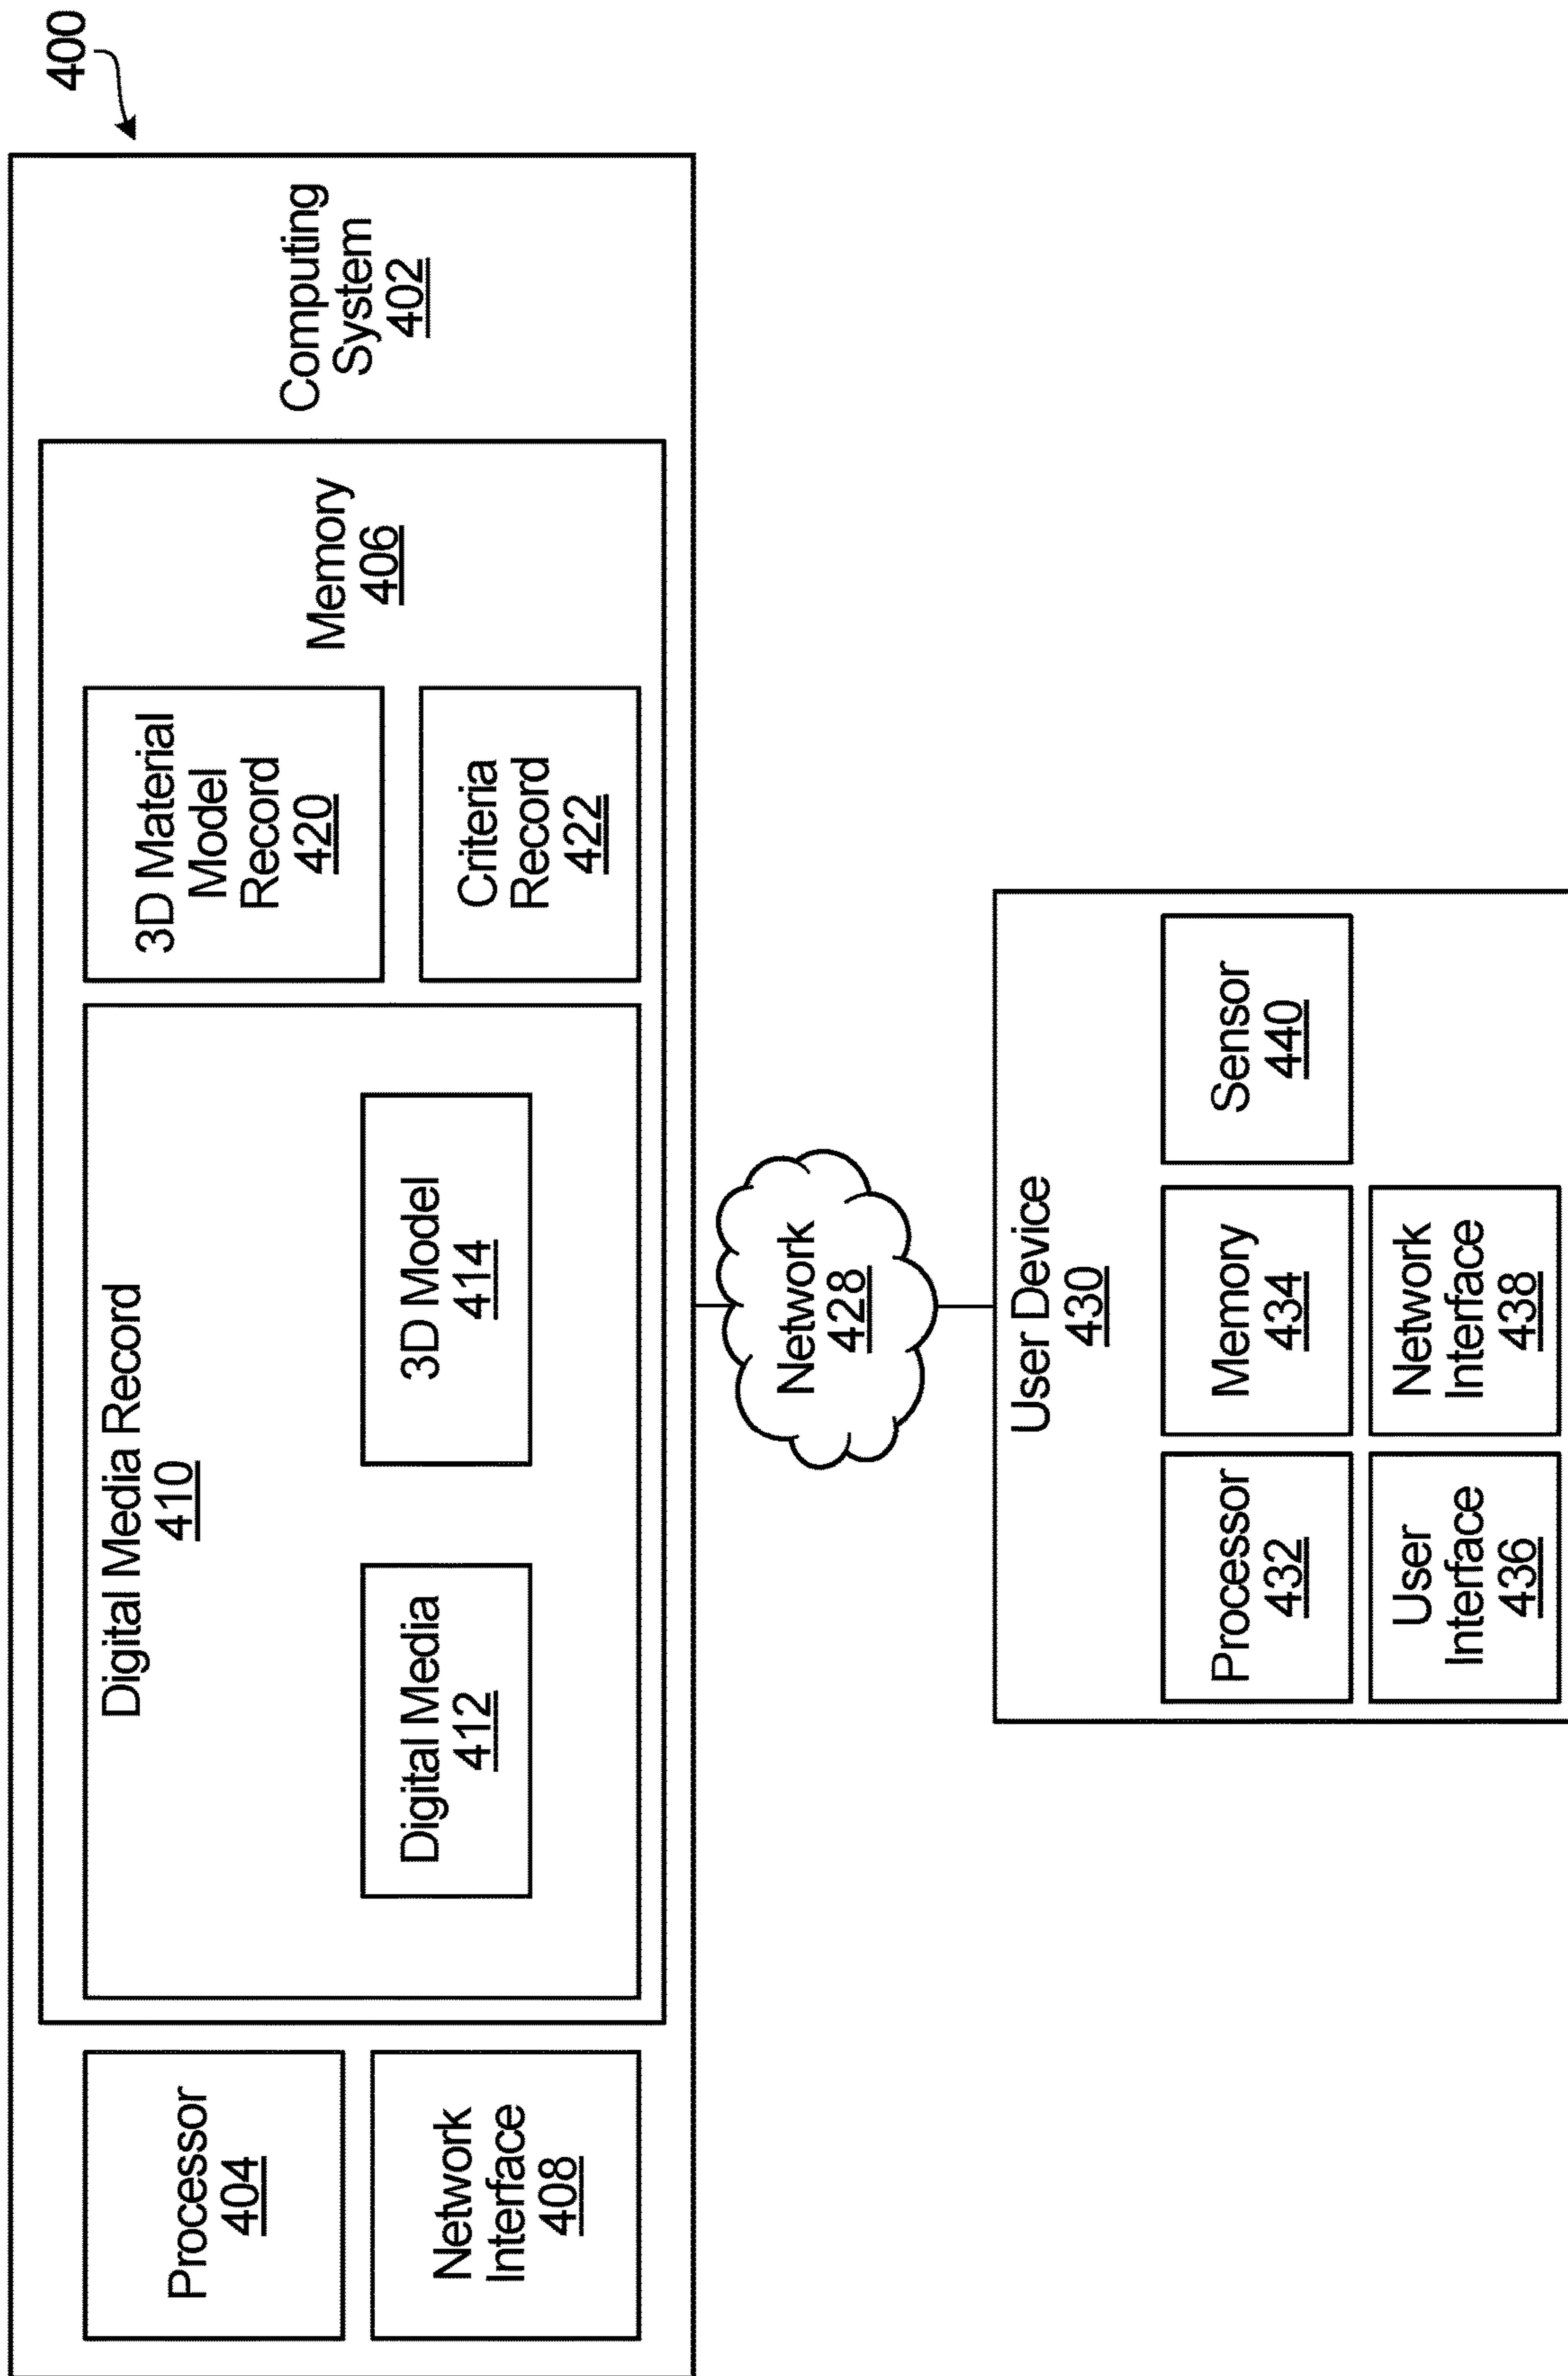 400
Computing
System
402
Processor
404
Network
Interface
408
Memory
406
Digital Media Record
410
Digital Media
412
3D Model
414
3D Material
Model
Record
420
Criteria
Record
422
Network
428
User Device
430
Processor
432
Memory
434
Sensor
440
User
Interface
436
Network
Interface
438